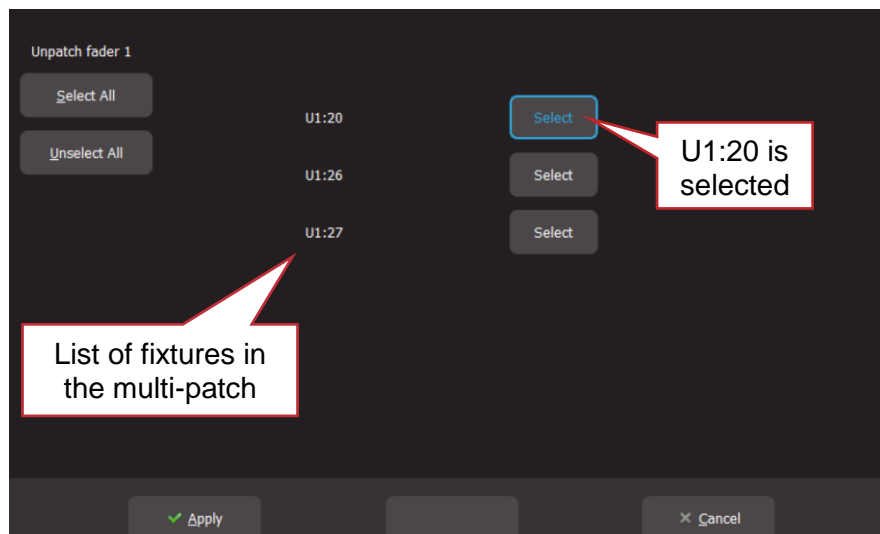 Unpatch fader 1
Select All
Unselect All
U1:20 Select
U1:26 Select
U1:27 Select
U1:20 is
selected
List of fixtures in
the multi-patch
Apply
Cancel